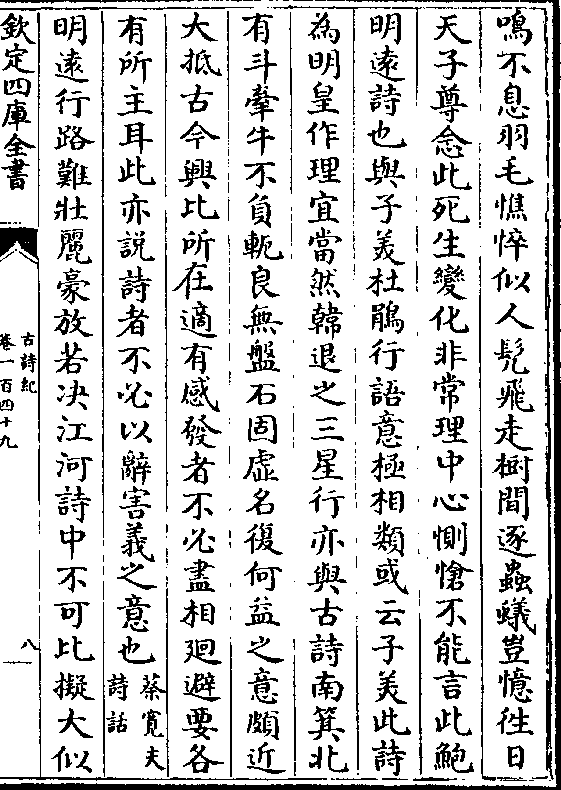 鳴不息羽毛憔悴似人髠飛走樹間逐蟲蟻豈憶徃日
天子尊念此死生變化非常理中心惻愴不能言此鮑
明逺詩也與子美杜鵑行語意極相類或云子美此詩
為明皇作理宜當然韓退之三星行亦與古詩南箕北
有斗牽牛不負軛良無盤石固虚名復何益之意頗近
大抵古今興比所在適有感發者不必盡相迴避要各
有所主耳此亦説詩者不必以辭害義之意也蔡寛夫
詩話
明逺行路難壯麗豪放若決江河詩中不可比擬大似
欽定四庫全書
古詩紀
卷一百四十九
八